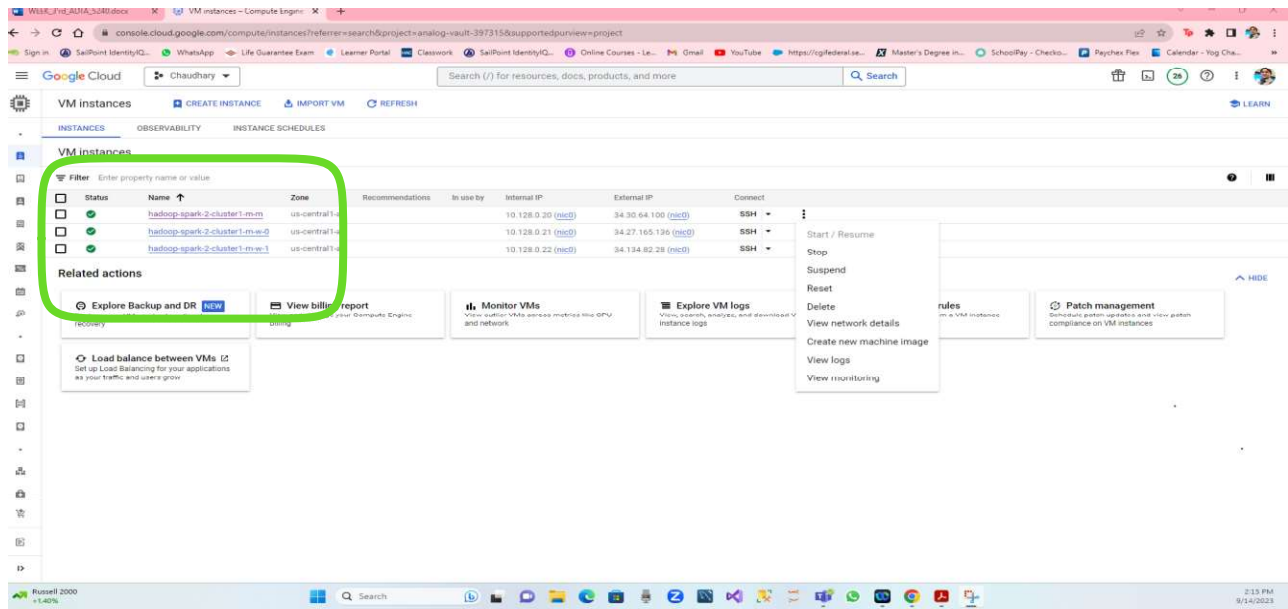 WEEK_3'rd_ADTA_5240.docx
VM instances – Compute Engine
console.cloud.google.com/compute/instances?referrer=search&project=analog-vault-397315&supportedpurview=project
Sign in
SailPoint IdentityIQ...
WhatsApp
Life Guarantee Exam
Learner Portal
Classwork
SailPoint IdentityIQ...
Online Courses - Le...
Gmail
YouTube
https://cgifederal.se...
Master's Degree in...
SchoolPay - Checko...
Paychex Flex
Calendar - Yog Cha...
Google Cloud
Chaudhary
Search (/) for resources, docs, products, and more
Search
26
VM instances
CREATE INSTANCE
IMPORT VM
REFRESH
LEARN
INSTANCES
OBSERVABILITY
INSTANCE SCHEDULES
VM instances
Filter Enter property name or value
Status Name Zone Recommendations In use by Internal IP External IP Connect
hadoop-spark-2-cluster1-m-m us-central1-a 10.128.0.20 (nic0) 34.30.64.100 (nic0) SSH
hadoop-spark-2-cluster1-m-w-0 us-central1-a 10.128.0.21 (nic0) 34.27.165.136 (nic0) SSH
hadoop-spark-2-cluster1-m-w-1 us-central1-a 10.128.0.22 (nic0) 34.134.82.28 (nic0) SSH
Start / Resume
Stop
Suspend
Reset
Delete
View network details
Create new machine image
View logs
View monitoring
Related actions
HIDE
Explore Backup and DR NEW
recovery
View billing report
your Compute Engine
billing
Monitor VMs
View outlier VMs across metrics like CPU
and network
Explore VM logs
View, search, analyze, and download V
instance logs
rules
m a VM instance
Patch management
Schedule patch updates and view patch
compliance on VM instances
Load balance between VMs
Set up Load Balancing for your applications
as your traffic and users grow
Russell 2000
+1.40%
Search
2:15 PM
9/14/2023